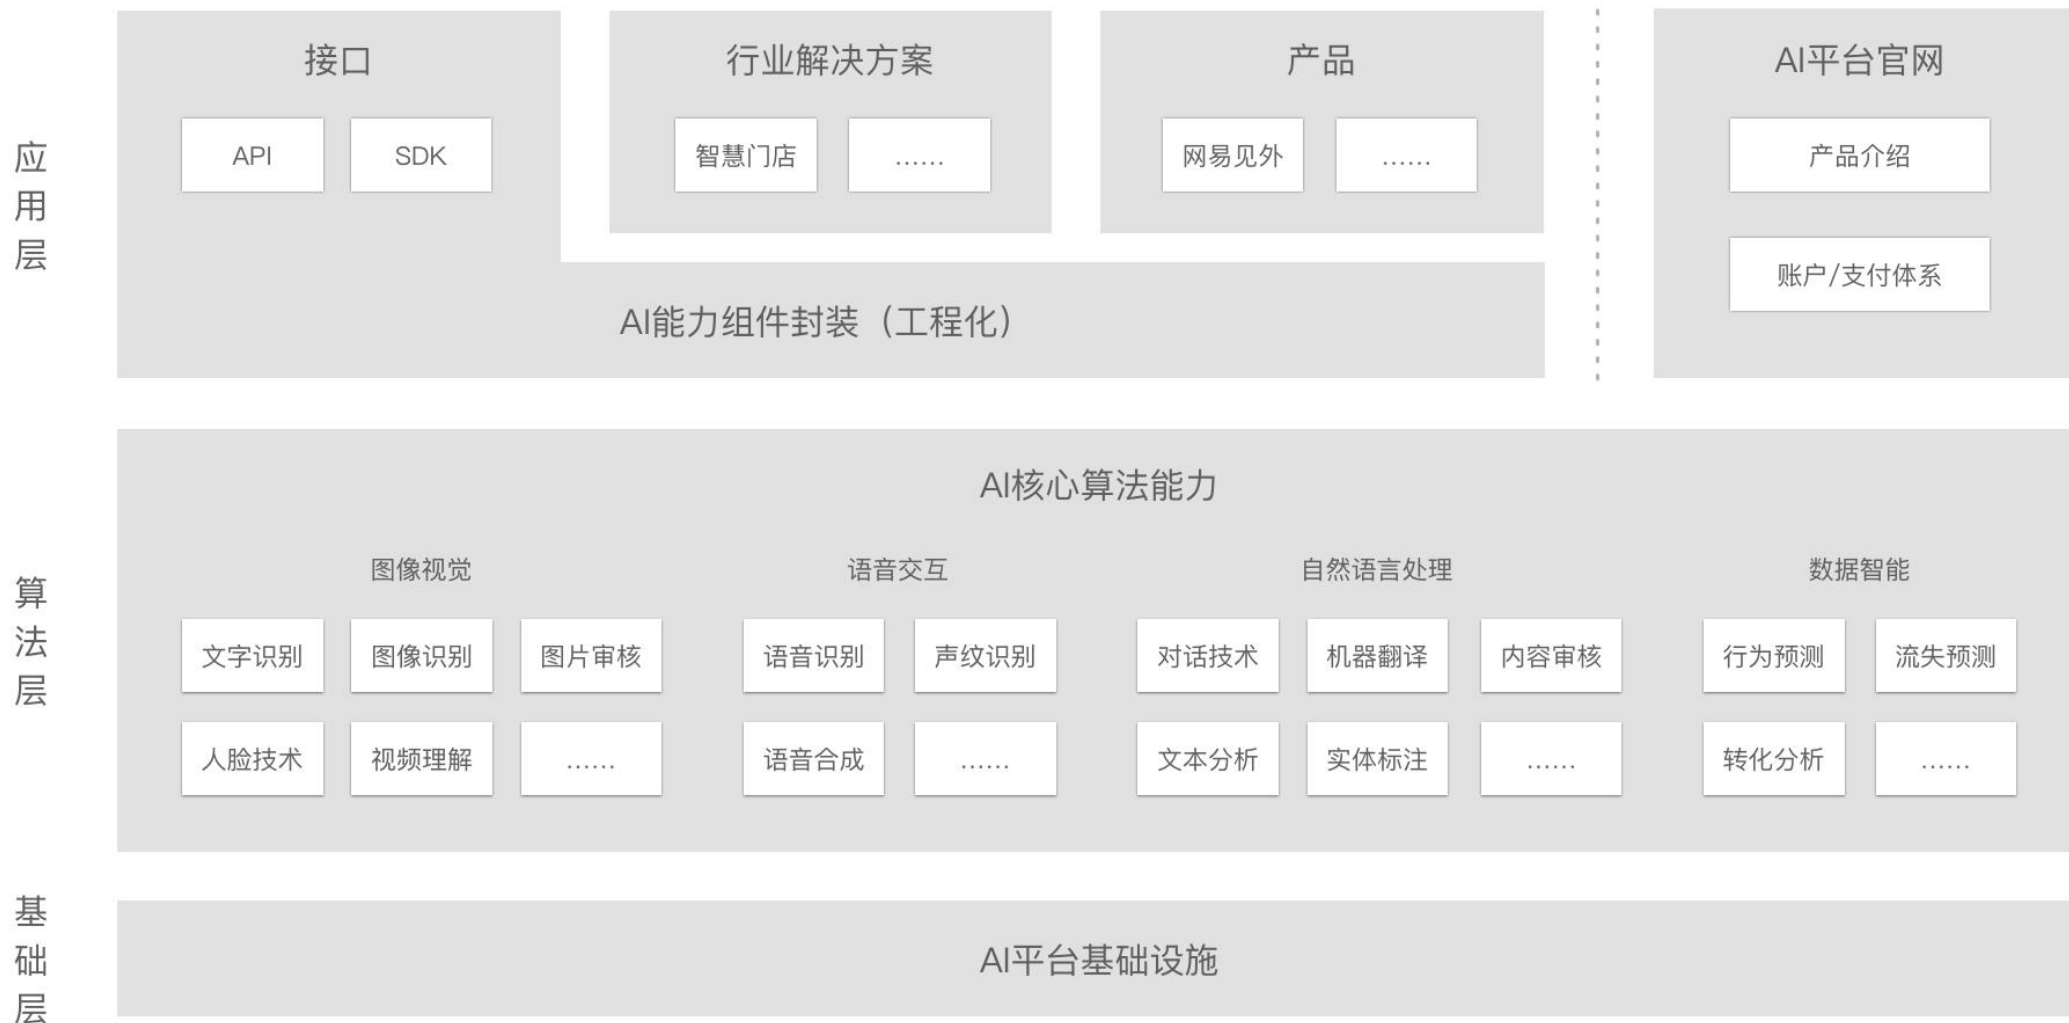 应用层
接口
API
SDK
行业解决方案
智慧门店
......
产品
网易见外
......
AI能力组件封装（工程化）
AI平台官网
产品介绍
账户/支付体系
算法层
AI核心算法能力
图像视觉
文字识别
图像识别
图片审核
人脸技术
视频理解
......
语音交互
语音识别
声纹识别
语音合成
......
自然语言处理
对话技术
机器翻译
内容审核
文本分析
实体标注
......
数据智能
行为预测
流失预测
转化分析
......
基础层
AI平台基础设施